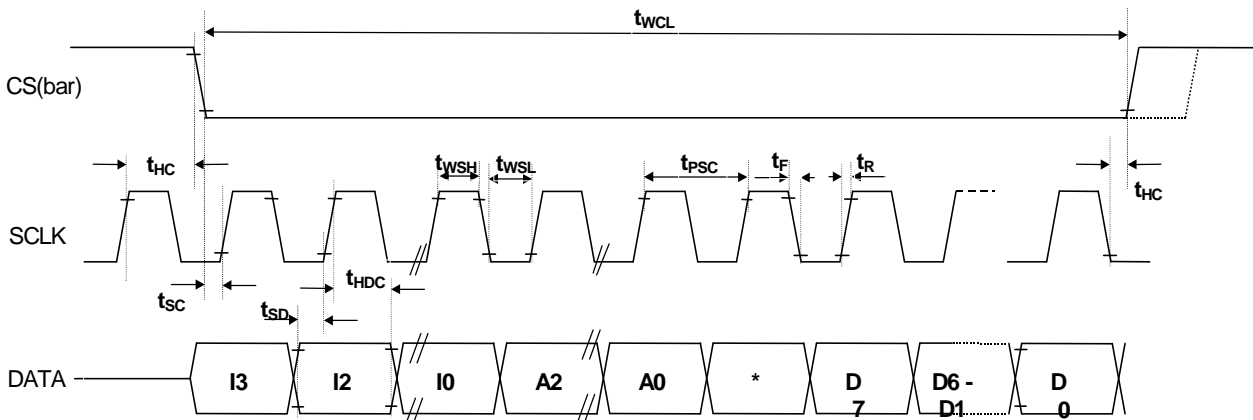 tWCL
CS(bar)
tHC
tWSH
tWSL
tPSC
tF
tR
tHC
SCLK
tSC
tHDC
tSD
DATA
I3
I2
I0
A2
A0
*
D
7
D6 -
D1
D
0